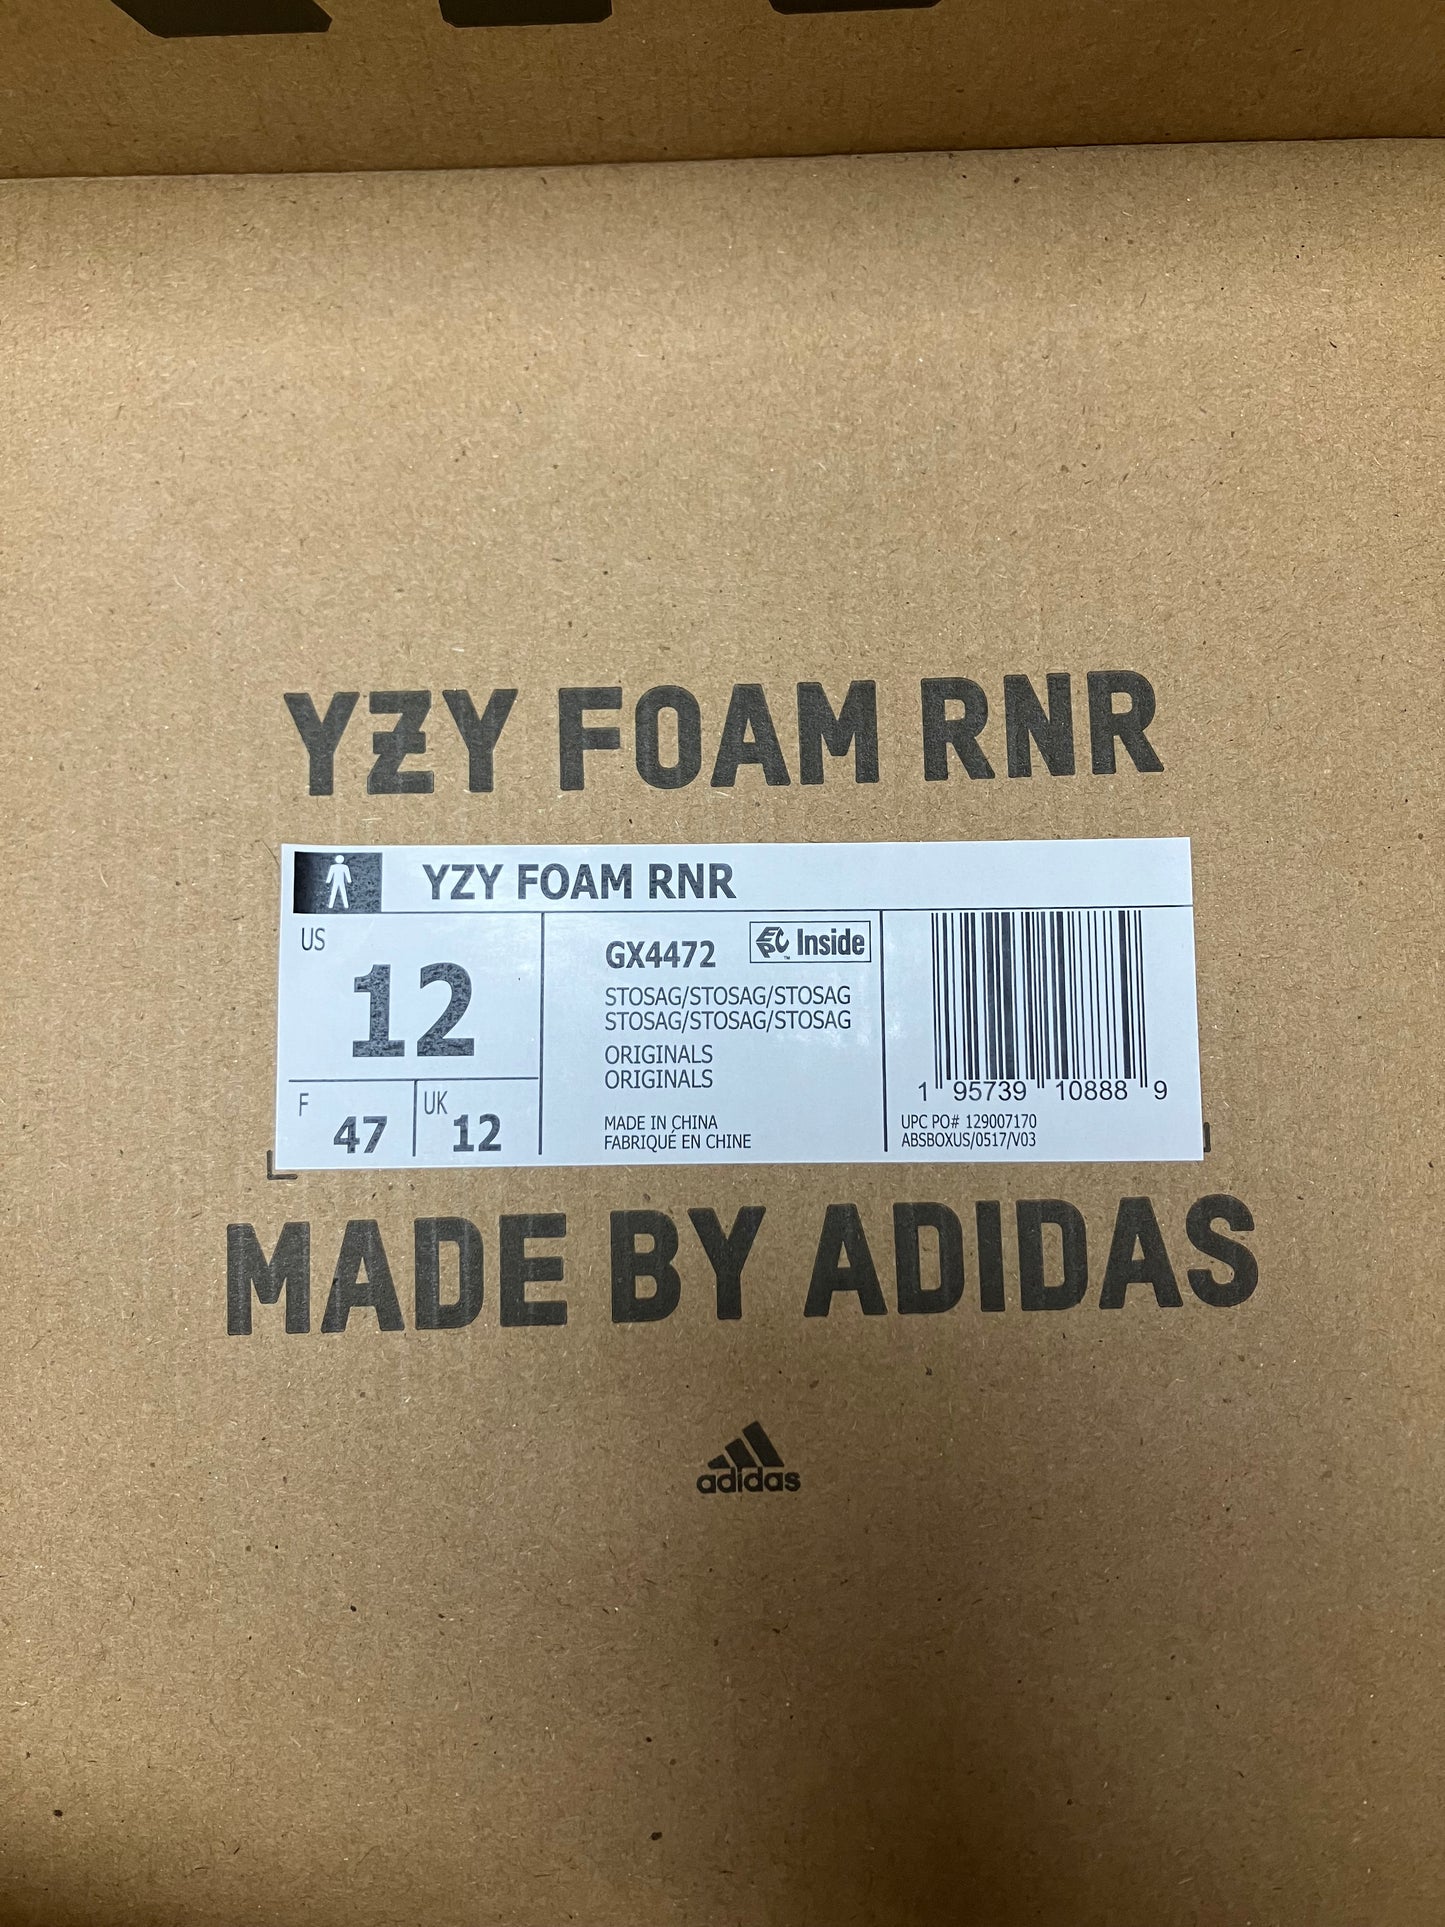 YZY FOAM RNR
YZY FOAM RNR
US
12
F
47
UK
12
GX4472
EPC™ Inside
STOSAG/STOSAG/STOSAG
STOSAG/STOSAG/STOSAG
ORIGINALS
ORIGINALS
MADE IN CHINA
FABRIQUÉ EN CHINE
1 95739 10888 9
UPC PO# 129007170
ABSBOXUS/0517/V03
MADE BY ADIDAS
adidas